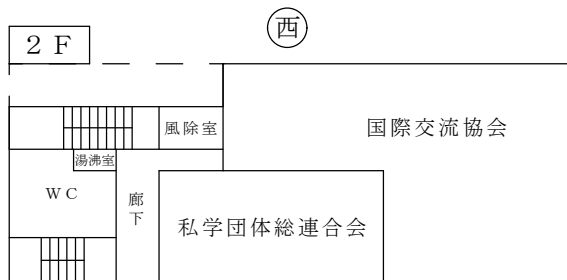 西
２Ｆ
風除室
国際交流協会
湯沸室
ＷＣ
廊下
私学団体総連合会